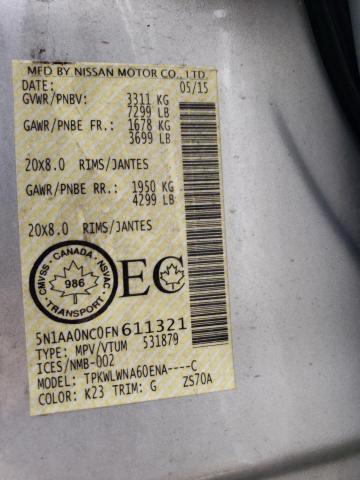 MFD BY NISSAN MOTOR CO., LTD.
DATE: 05/15
GVWR/PNBV: 3311 KG
7299 LB
GAWR/PNBE FR.: 1678 KG
3699 LB
20X8.0 RIMS/JANTES
GAWR/PNBE RR.: 1950 KG
4299 LB
20X8.0 RIMS/JANTES
CMVSS · CANADA · NSVAC
986
TRANSPORT
EC
5N1AA0NC0FN611321
TYPE: MPV/VTUM 531879
ICES/NMB-002
MODEL: TPKWLWNA60ENA----C
COLOR: K23 TRIM: G ZS70A